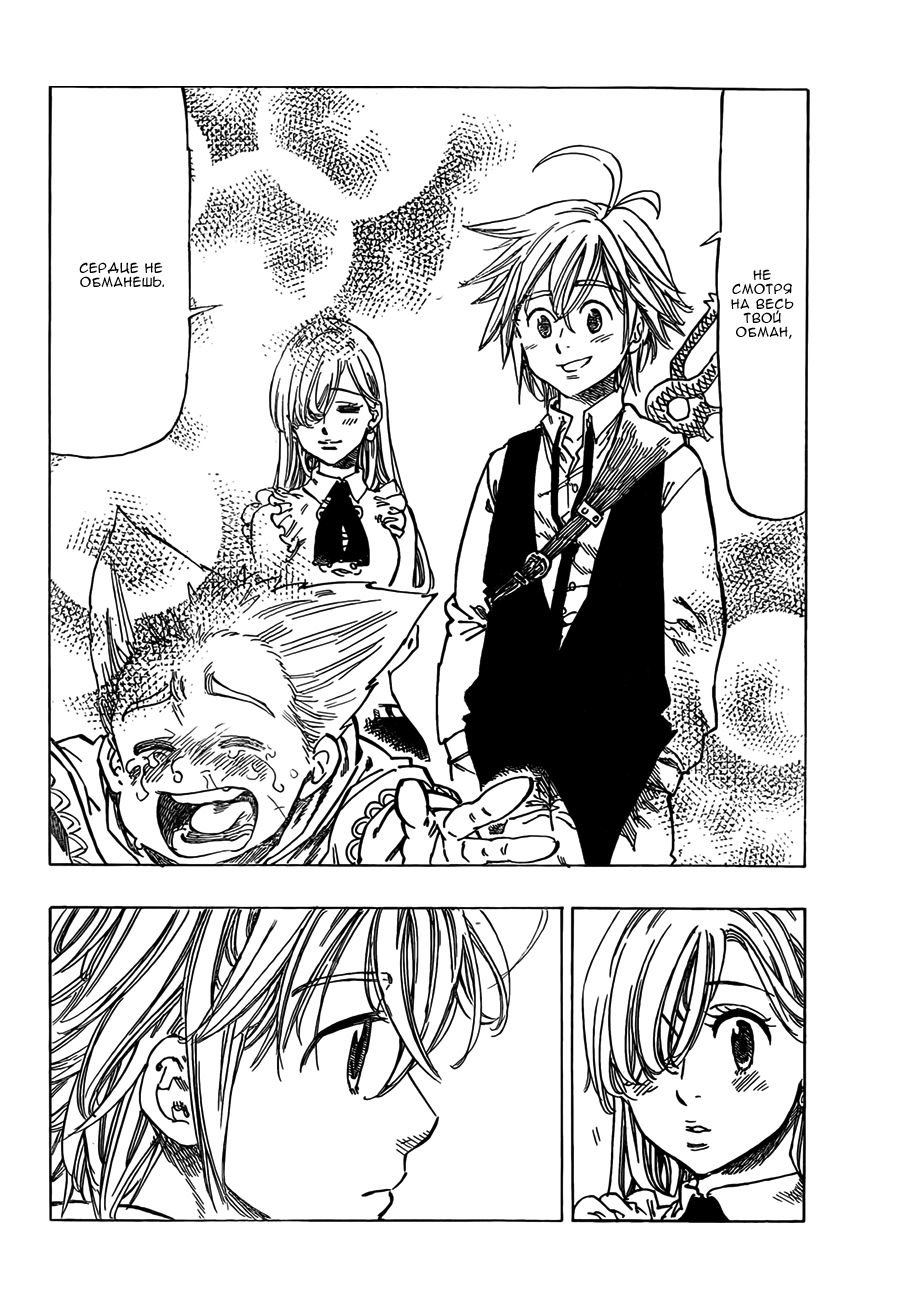 НЕ
СМОТРЯ
НА ВЕСЬ
ТВОЙ
ОБМАН,
СЕРДЦЕ НЕ
ОБМАНЕШЬ.